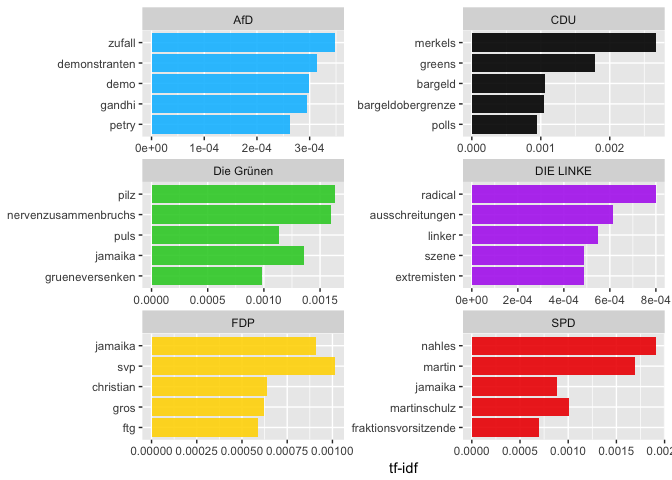 AfD
zufall
demonstranten
demo
gandhi
petry
0e+00 1e-04 2e-04 3e-04
CDU
merkels
greens
bargeld
bargeldobergrenze
polls
0.000 0.001 0.002
Die Grünen
pilz
nervenzusammenbruchs
puls
jamaika
grueneversenken
0.0000 0.0005 0.0010 0.0015
DIE LINKE
radical
ausschreitungen
linker
szene
extremisten
0e+00 2e-04 4e-04 6e-04 8e-04
FDP
jamaika
svp
christian
gros
ftg
0.00000 0.00025 0.00050 0.00075 0.00100
SPD
nahles
martin
jamaika
martinschulz
fraktionsvorsitzende
0.0000 0.0005 0.0010 0.0015 0.002
tf-idf